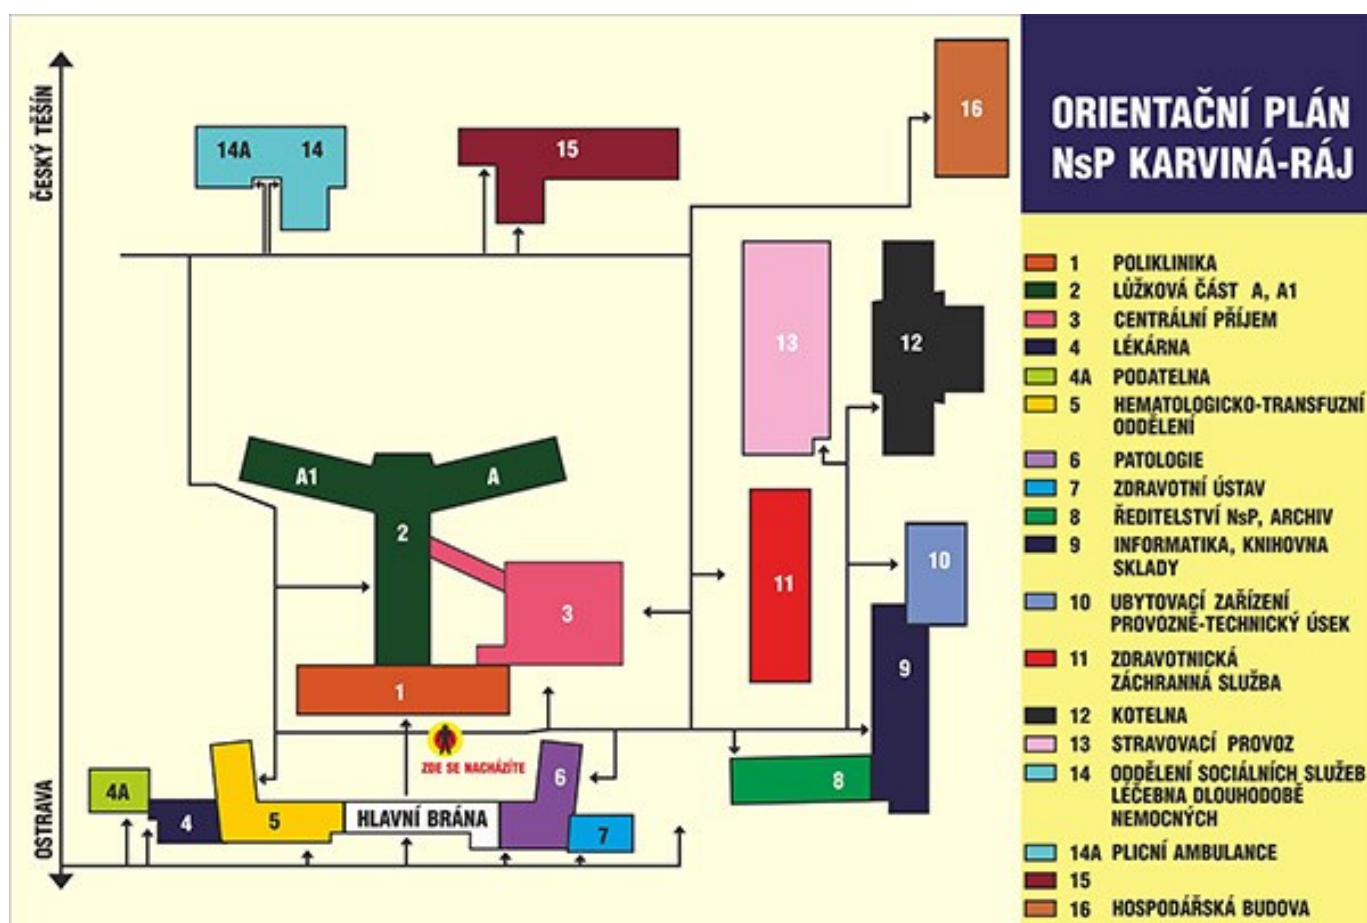 ORIENTAČNÍ PLÁN
NsP KARVINÁ-RÁJ
ČESKÝ TĚŠÍN
OSTRAVA
14A
14
15
16
13
12
A1
A
2
3
11
10
9
1
ZDE SE NACHÁZÍTE
4A
4
5
HLAVNÍ BRÁNA
6
7
8
1 POLIKLINIKA
2 LŮŽKOVÁ ČÁST A, A1
3 CENTRÁLNÍ PŘÍJEM
4 LÉKÁRNA
4A PODATELNA
5 HEMATOLOGICKO-TRANSFUZNÍ
ODDĚLENÍ
6 PATOLOGIE
7 ZDRAVOTNÍ ÚSTAV
8 ŘEDITELSTVÍ NsP, ARCHIV
9 INFORMATIKA, KNIHOVNA
SKLADY
10 UBYTOVACÍ ZAŘÍZENÍ
PROVOZNĚ-TECHNICKÝ ÚSEK
11 ZDRAVOTNICKÁ
ZÁCHRANNÁ SLUŽBA
12 KOTELNA
13 STRAVOVACÍ PROVOZ
14 ODDĚLENÍ SOCIÁLNÍCH SLUŽEB
LÉČEBNA DLOUHODOBĚ
NEMOCNÝCH
14A PLICNÍ AMBULANCE
15
16 HOSPODÁŘSKÁ BUDOVA